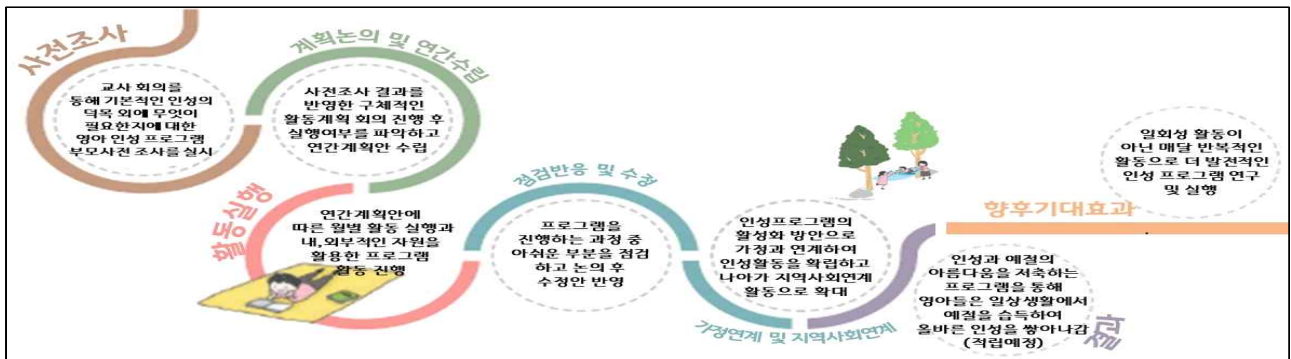 사전조사
교사 회의를
통해 기본적인 인성의
덕목 외에 무엇이
필요한지에 대한
영아 인성 프로그램
부모사전 조사를 실시
계획논의 및 연간수립
사전조사 결과를
반영한 구체적인
활동계획 회의 진행 후
실행여부를 파악하고
연간계획안 수립
활동실행
연간계획안에
따른 월별 활동 실행과
내,외부적인 자원을
활용한 프로그램
활동 진행
점검반응 및 수정
프로그램을
진행하는 과정 중
아쉬운 부분을 점검
하고 논의 후
수정안 반영
인성프로그램의
활성화 방안으로
가정과 연계하여
인성활동을 확립하고
나아가 지역사회연계
활동으로 확대
가정연계 및 지역사회연계
인성과 예절의
아름다움을 저축하는
프로그램을 통해
영아들은 일상생활에서
예절을 습득하여
올바른 인성을 쌓아나감
(적립예정)
결과
향후기대효과
일회성 활동이
아닌 매달 반복적인
활동으로 더 발전적인
인성 프로그램 연구
및 실행